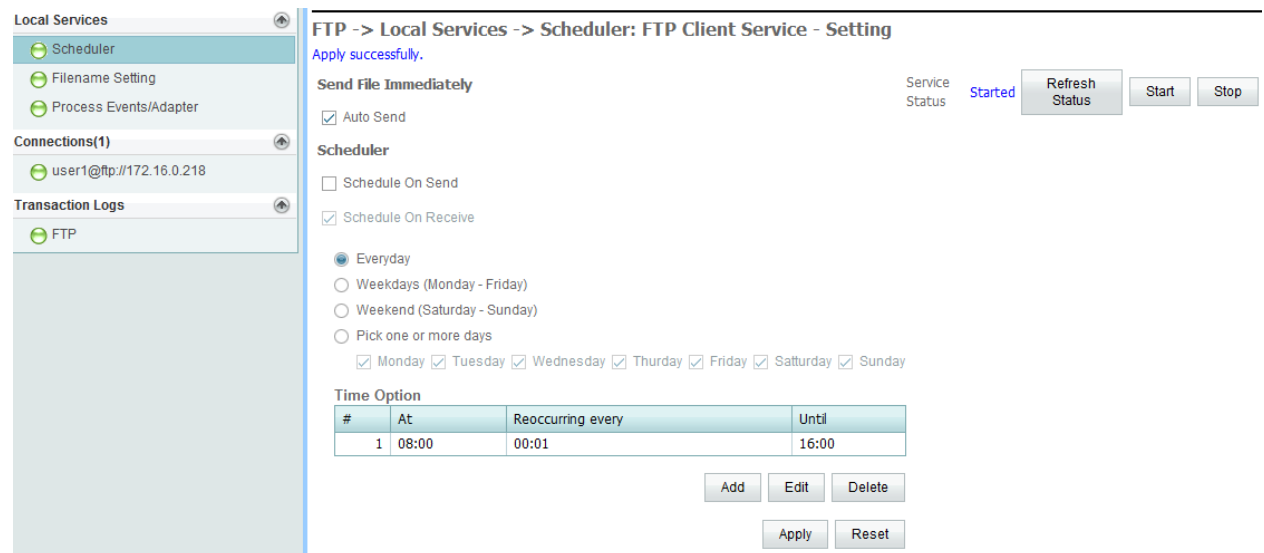 Local Services
Scheduler
Filename Setting
Process Events/Adapter
Connections(1)
user1@ftp://172.16.0.218
Transaction Logs
FTP
FTP -> Local Services -> Scheduler: FTP Client Service - Setting
Apply successfully.
Send File Immediately
Service Status Started Refresh Status Start Stop
Auto Send
Scheduler
Schedule On Send
Schedule On Receive
Everyday
Weekdays (Monday - Friday)
Weekend (Saturday - Sunday)
Pick one or more days
Monday Tuesday Wednesday Thurday Friday Satturday Sunday
Time Option
# At Reoccurring every Until
1 08:00 00:01 16:00
Add Edit Delete
Apply Reset